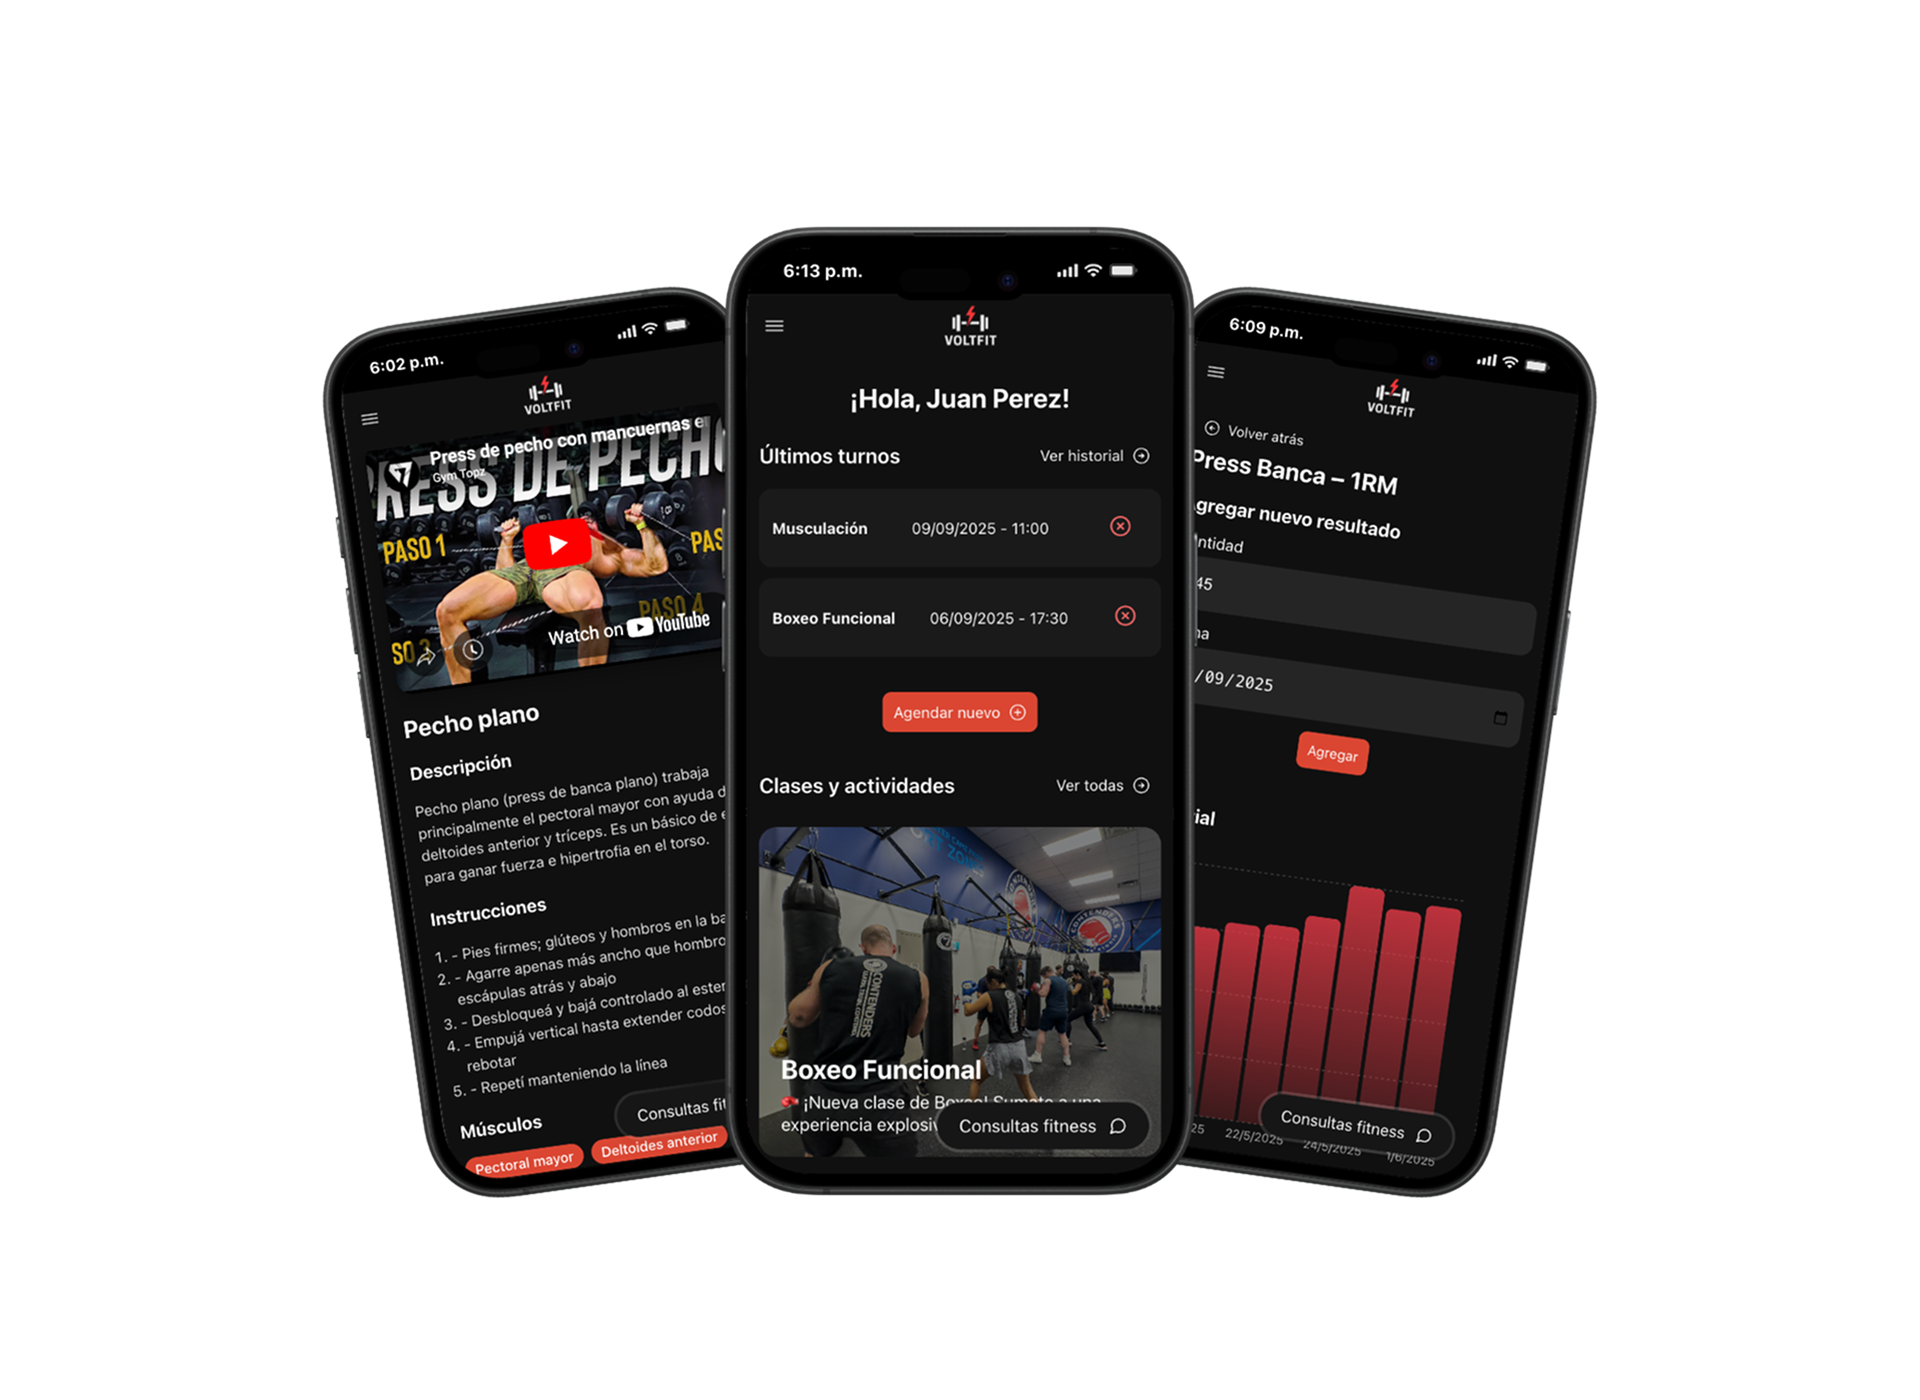 6:02 p.m.
VOLTFIT
Press de pecho con mancuernas e
Gym Topz
PRESS DE PECHO
PASO 1
PAS
SO 3
PASO 4
Watch on YouTube
Pecho plano
Descripción
Pecho plano (press de banca plano) trabaja
principalmente el pectoral mayor con ayuda d
deltoides anterior y tríceps. Es un básico de e
para ganar fuerza e hipertrofia en el torso.
Instrucciones
1. - Pies firmes; glúteos y hombros en la ba
2. - Agarre apenas más ancho que hombro
escápulas atrás y abajo
3. - Desbloqueá y bajá controlado al ester
4. - Empujá vertical hasta extender codos
rebotar
5. - Repetí manteniendo la línea
Músculos
Consultas fit
Pectoral mayor
Deltoides anterior
6:13 p.m.
VOLTFIT
¡Hola, Juan Perez!
Últimos turnos
Ver historial
Musculación 09/09/2025 - 11:00
Boxeo Funcional 06/09/2025 - 17:30
Agendar nuevo
Clases y actividades
Ver todas
CONTENDERS
CONTENDERS
Boxeo Funcional
¡Nueva clase de Boxeo! Sumate a una
experiencia explosiv
Consultas fitness
6:09 p.m.
VOLTFIT
Volver atrás
Press Banca – 1RM
gregar nuevo resultado
ntidad
45
ha
/09/2025
Agregar
ial
Consultas fitness
25
22/5/2025
24/5/2025
1/6/2025